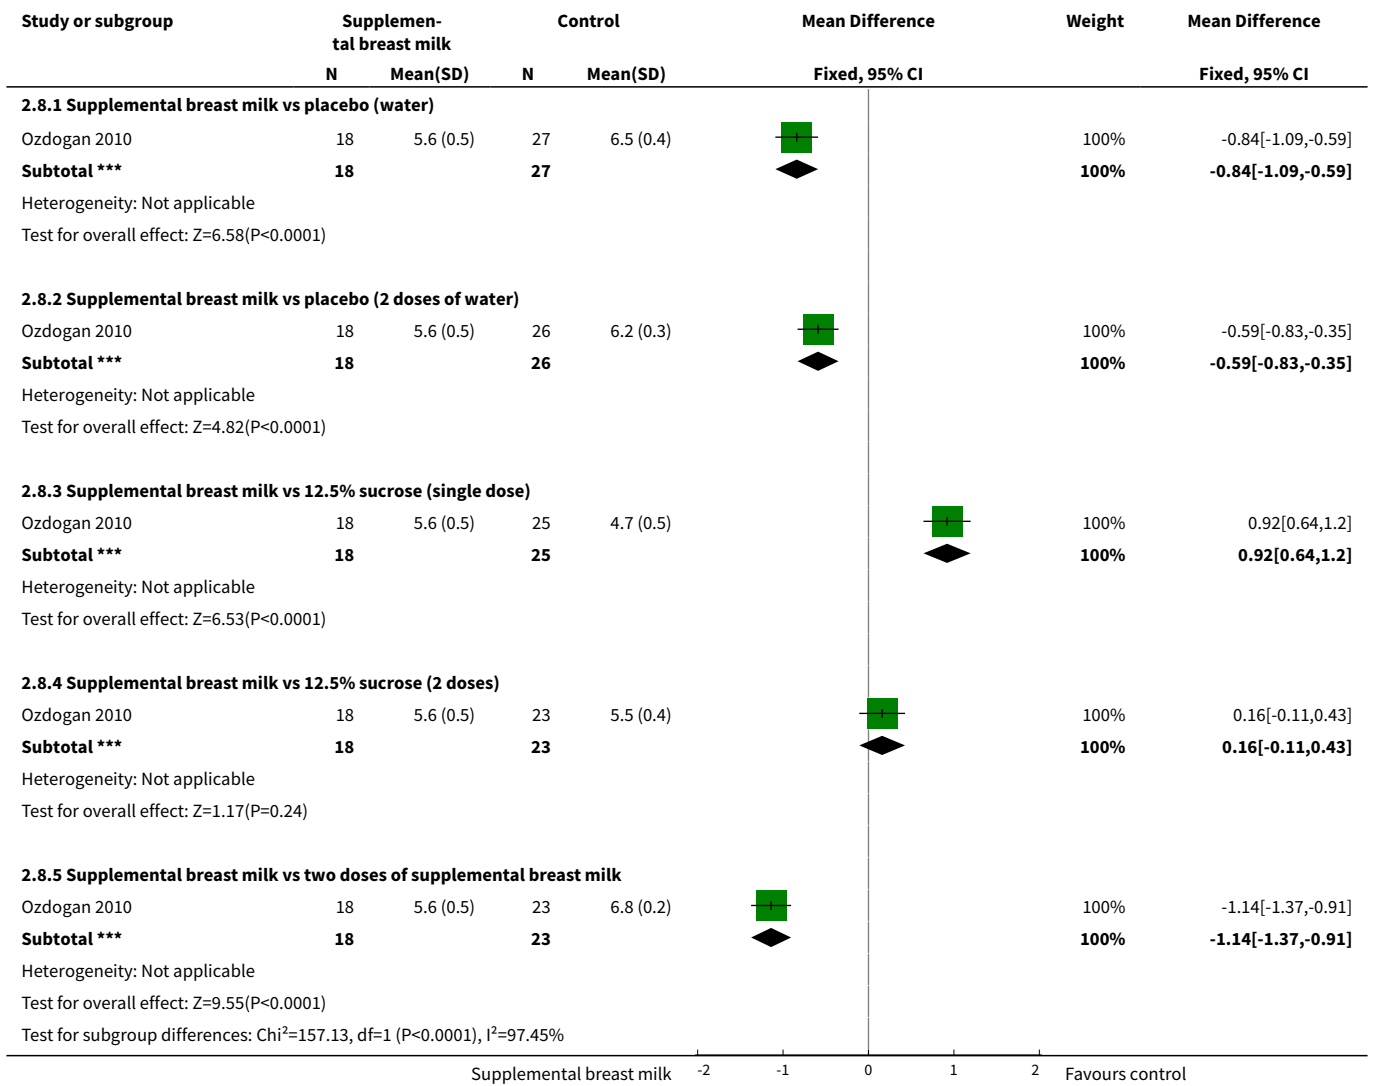 Study or subgroup Supplemen- Control Mean Difference Weight Mean Difference
tal breast milk
N Mean(SD) N Mean(SD) Fixed, 95% CI Fixed, 95% CI
2.8.1 Supplemental breast milk vs placebo (water)
Ozdogan 2010 18 5.6 (0.5) 27 6.5 (0.4) 100% -0.84[-1.09,-0.59]
Subtotal *** 18 27 100% -0.84[-1.09,-0.59]
Heterogeneity: Not applicable
Test for overall effect: Z=6.58(P<0.0001)
2.8.2 Supplemental breast milk vs placebo (2 doses of water)
Ozdogan 2010 18 5.6 (0.5) 26 6.2 (0.3) 100% -0.59[-0.83,-0.35]
Subtotal *** 18 26 100% -0.59[-0.83,-0.35]
Heterogeneity: Not applicable
Test for overall effect: Z=4.82(P<0.0001)
2.8.3 Supplemental breast milk vs 12.5% sucrose (single dose)
Ozdogan 2010 18 5.6 (0.5) 25 4.7 (0.5) 100% 0.92[0.64,1.2]
Subtotal *** 18 25 100% 0.92[0.64,1.2]
Heterogeneity: Not applicable
Test for overall effect: Z=6.53(P<0.0001)
2.8.4 Supplemental breast milk vs 12.5% sucrose (2 doses)
Ozdogan 2010 18 5.6 (0.5) 23 5.5 (0.4) 100% 0.16[-0.11,0.43]
Subtotal *** 18 23 100% 0.16[-0.11,0.43]
Heterogeneity: Not applicable
Test for overall effect: Z=1.17(P=0.24)
2.8.5 Supplemental breast milk vs two doses of supplemental breast milk
Ozdogan 2010 18 5.6 (0.5) 23 6.8 (0.2) 100% -1.14[-1.37,-0.91]
Subtotal *** 18 23 100% -1.14[-1.37,-0.91]
Heterogeneity: Not applicable
Test for overall effect: Z=9.55(P<0.0001)
Test for subgroup differences: Chi²=157.13, df=1 (P<0.0001), I²=97.45%
Supplemental breast milk -2 -1 0 1 2 Favours control